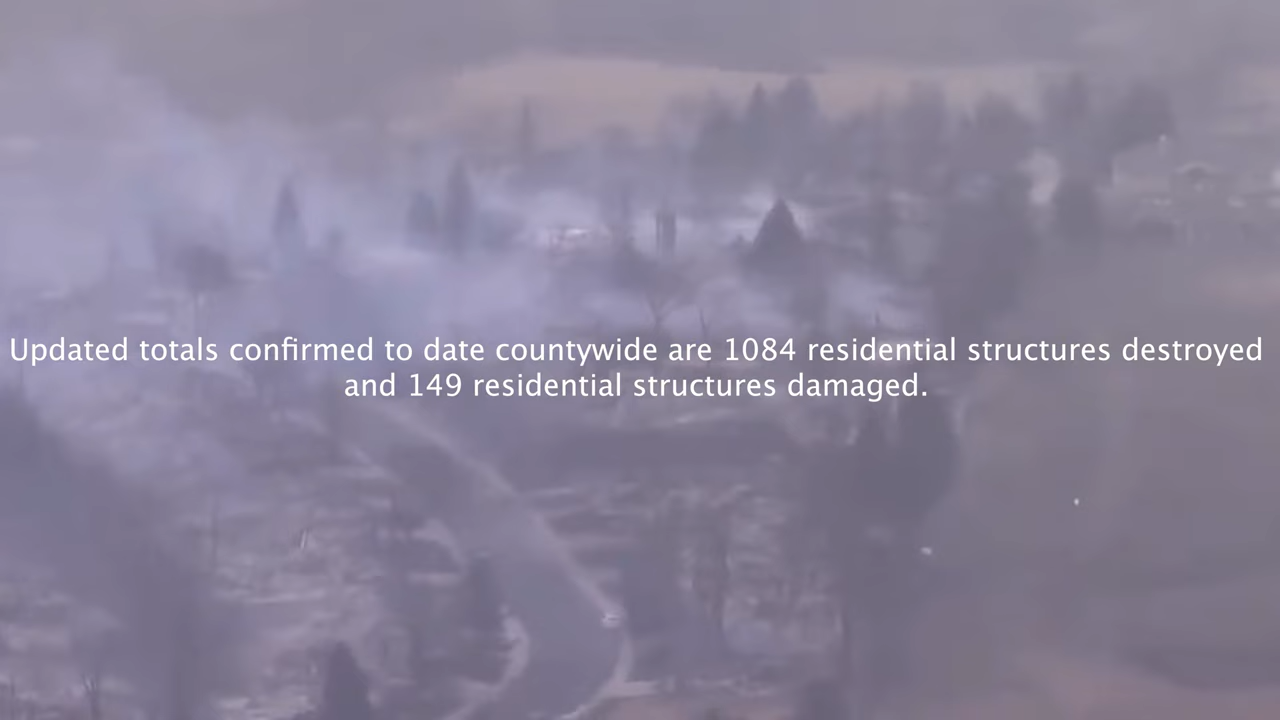 Updated totals confirmed to date countywide are 1084 residential structures destroyed
and 149 residential structures damaged.